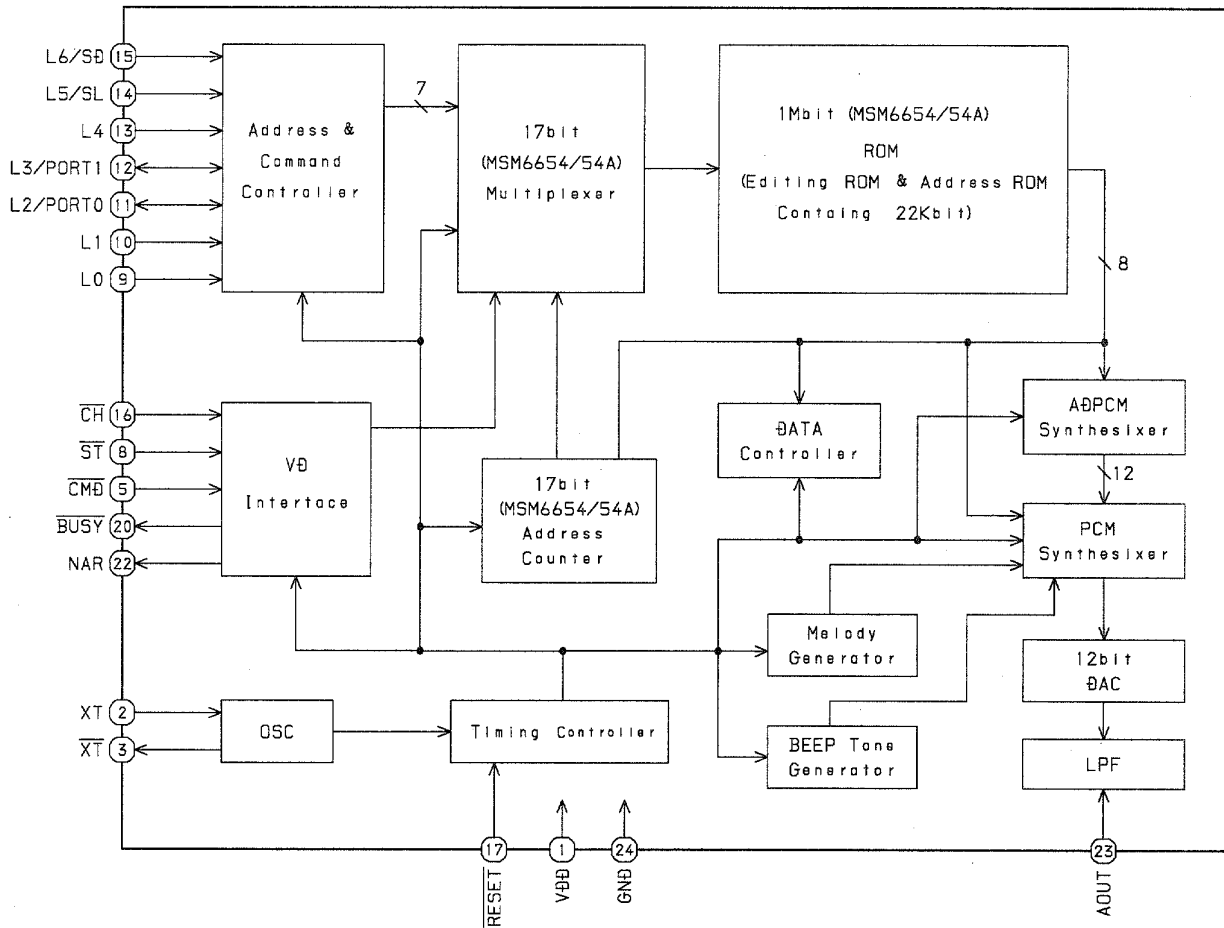 L6/SD 15
L5/SL 14
L4 13
L3/PORT1 12
L2/PORT0 11
L1 10
L0 9
Address &
Command
Controller
7
17bit
(MSM6654/54A)
Multiplexer
1Mbit (MSM6654/54A)
ROM
(Editing ROM & Address ROM
Containg 22Kbit)
8
CH 16
ST 8
CMD 5
BUSY 20
NAR 22
VD
Intertace
17bit
(MSM6654/54A)
Address
Counter
DATA
Controller
ADPCM
Synthesixer
12
PCM
Synthesixer
Melody
Generator
12bit
DAC
XT 2
XT 3
OSC
Timing Controller
BEEP Tone
Generator
LPF
17
1
24
23
RESET
VDD
GND
AOUT